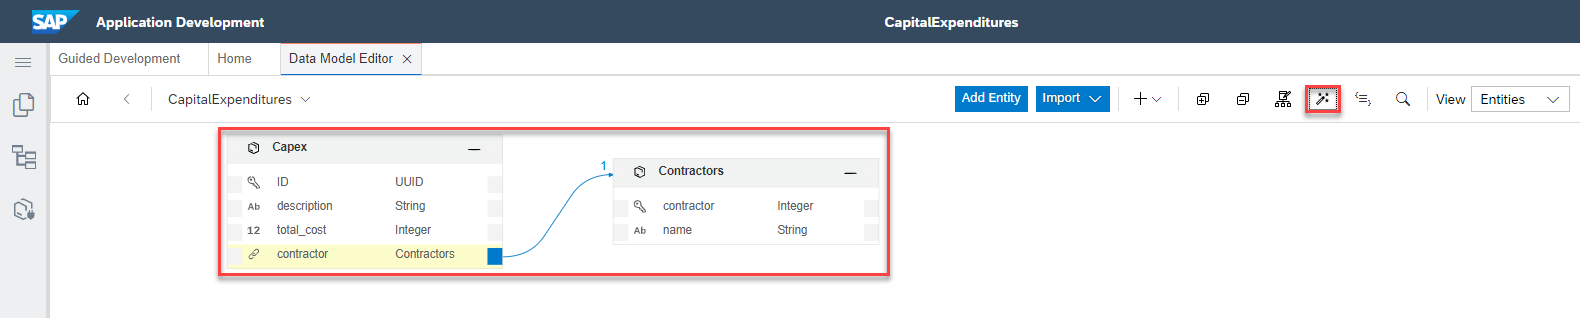 SAP Application Development CapitalExpenditures
Guided Development Home Data Model Editor
CapitalExpenditures Add Entity Import View Entities
Capex
ID UUID
Ab description String
12 total_cost Integer
contractor Contractors
1
Contractors
contractor Integer
Ab name String